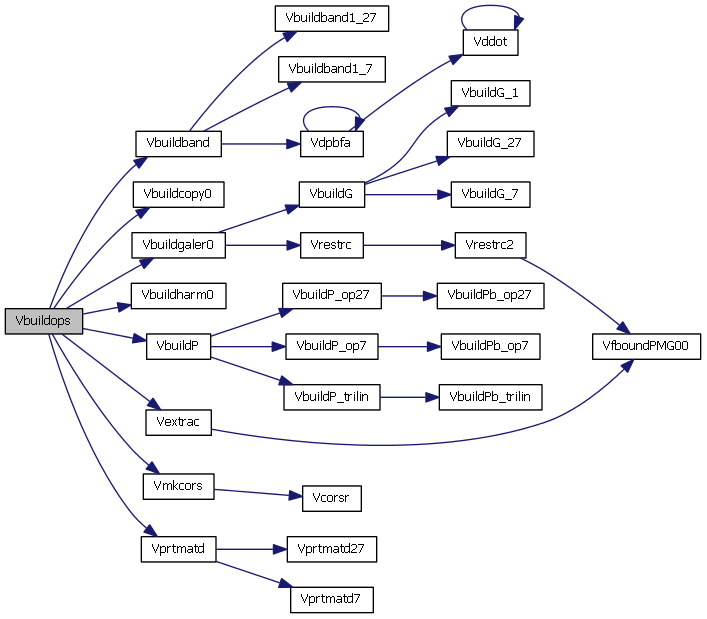 Vbuildops
Vbuildband
Vbuildcopy0
Vbuildgaler0
Vbuildharm0
VbuildP
Vextrac
Vmkcors
Vprtmatd
Vbuildband1_27
Vbuildband1_7
Vdpbfa
VbuildG
Vrestrc
VbuildP_op27
VbuildP_op7
VbuildP_trilin
Vcorsr
Vprtmatd27
Vprtmatd7
Vddot
VbuildG_1
VbuildG_27
VbuildG_7
Vrestrc2
VbuildPb_op27
VbuildPb_op7
VbuildPb_trilin
VfboundPMG00